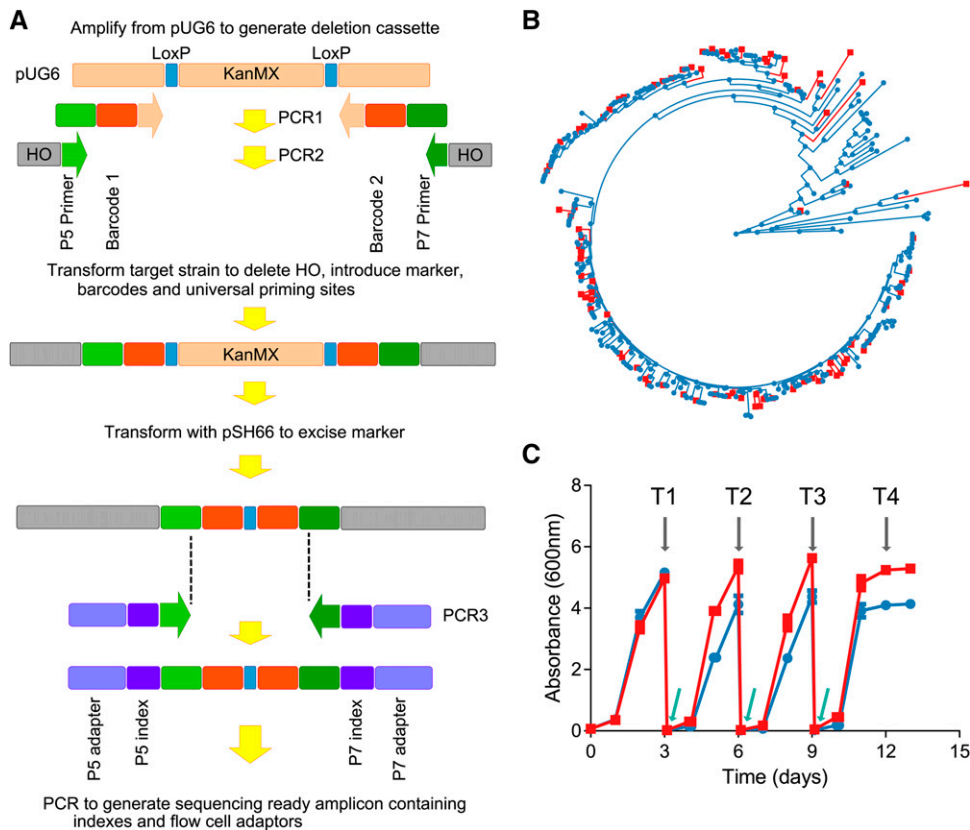 A
Amplify from pUG6 to generate deletion cassette
LoxP
LoxP
pUG6
KanMX
PCR1
HO
PCR2
HO
P5 Primer
Barcode 1
Barcode 2
P7 Primer
Transform target strain to delete HO, introduce marker,
barcodes and universal priming sites
KanMX
Transform with pSH66 to excise marker
PCR3
P5 adapter
P5 index
P7 index
P7 adapter
PCR to generate sequencing ready amplicon containing
indexes and flow cell adaptors
B
C
8
6
4
2
0
Absorbance (600nm)
T1
T2
T3
T4
0
3
6
9
12
15
Time (days)